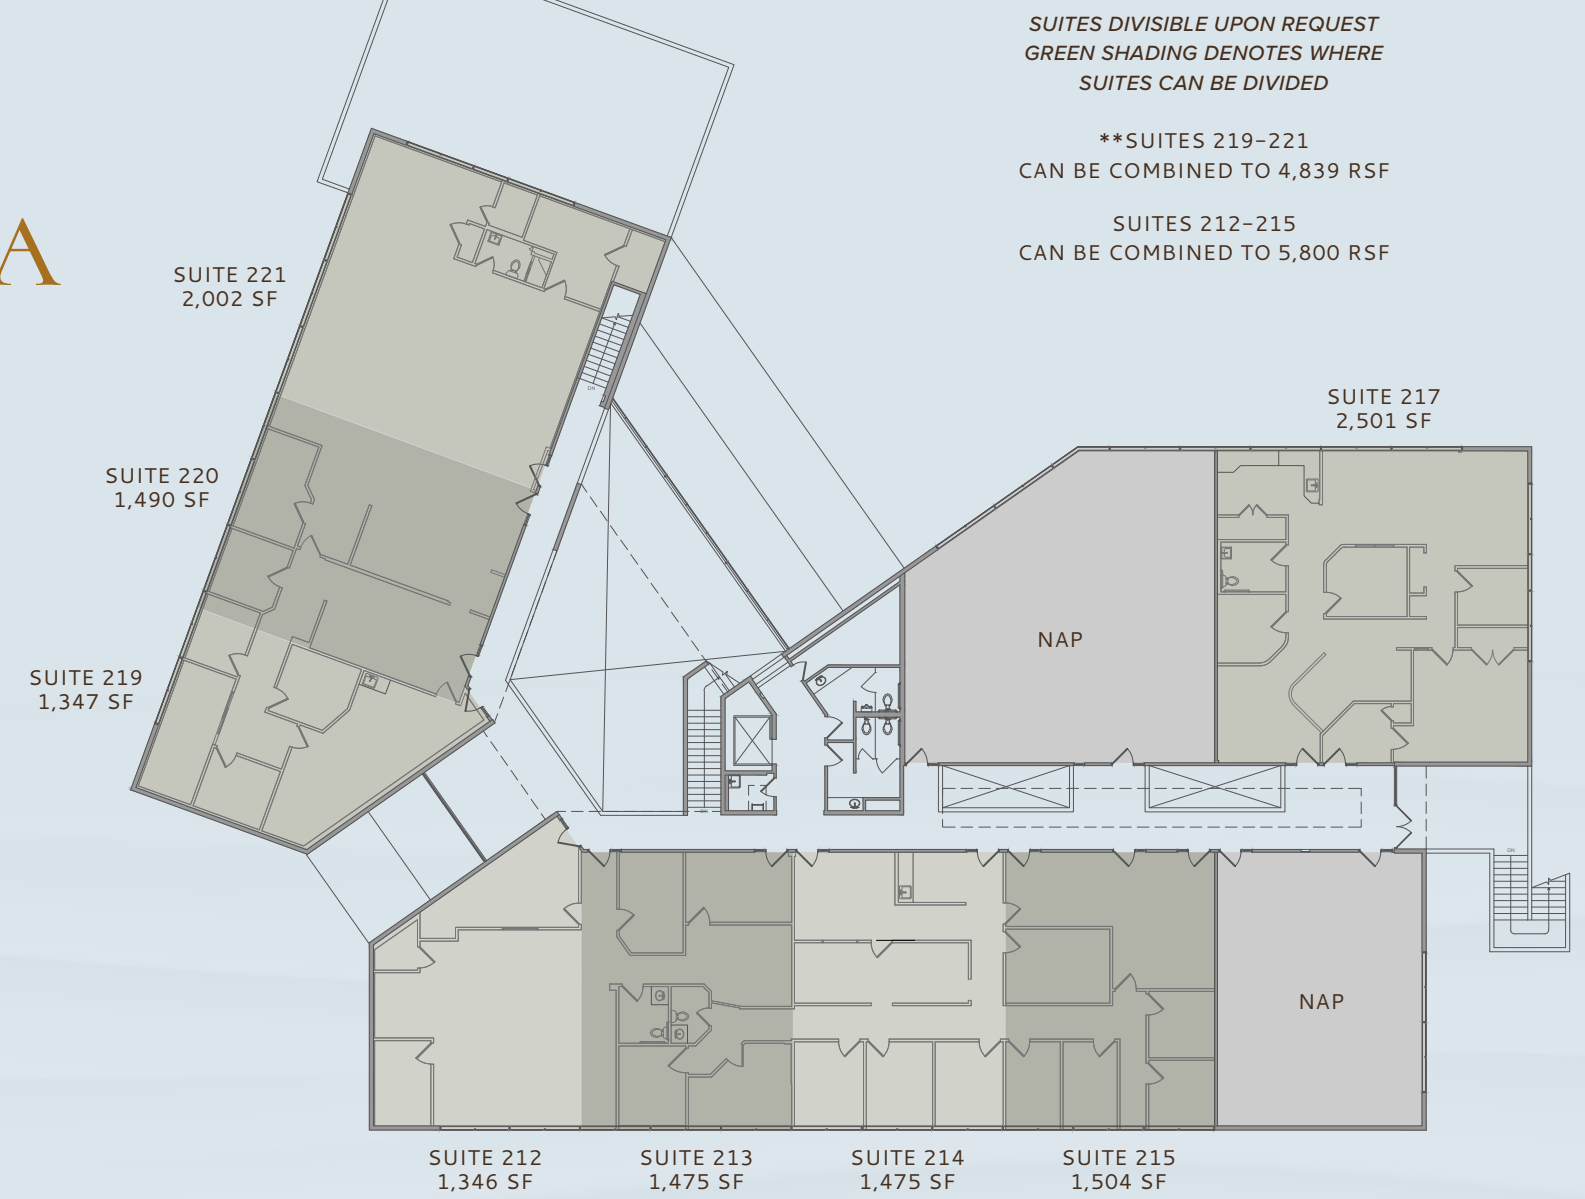 SUITES DIVISIBLE UPON REQUEST
GREEN SHADING DENOTES WHERE
SUITES CAN BE DIVIDED
**SUITES 219-221
CAN BE COMBINED TO 4,839 RSF
SUITES 212-215
CAN BE COMBINED TO 5,800 RSF
A
SUITE 221
2,002 SF
DN
SUITE 217
2,501 SF
SUITE 220
1,490 SF
NAP
SUITE 219
1,347 SF
DN
DN
NAP
SUITE 212
1,346 SF
SUITE 213
1,475 SF
SUITE 214
1,475 SF
SUITE 215
1,504 SF